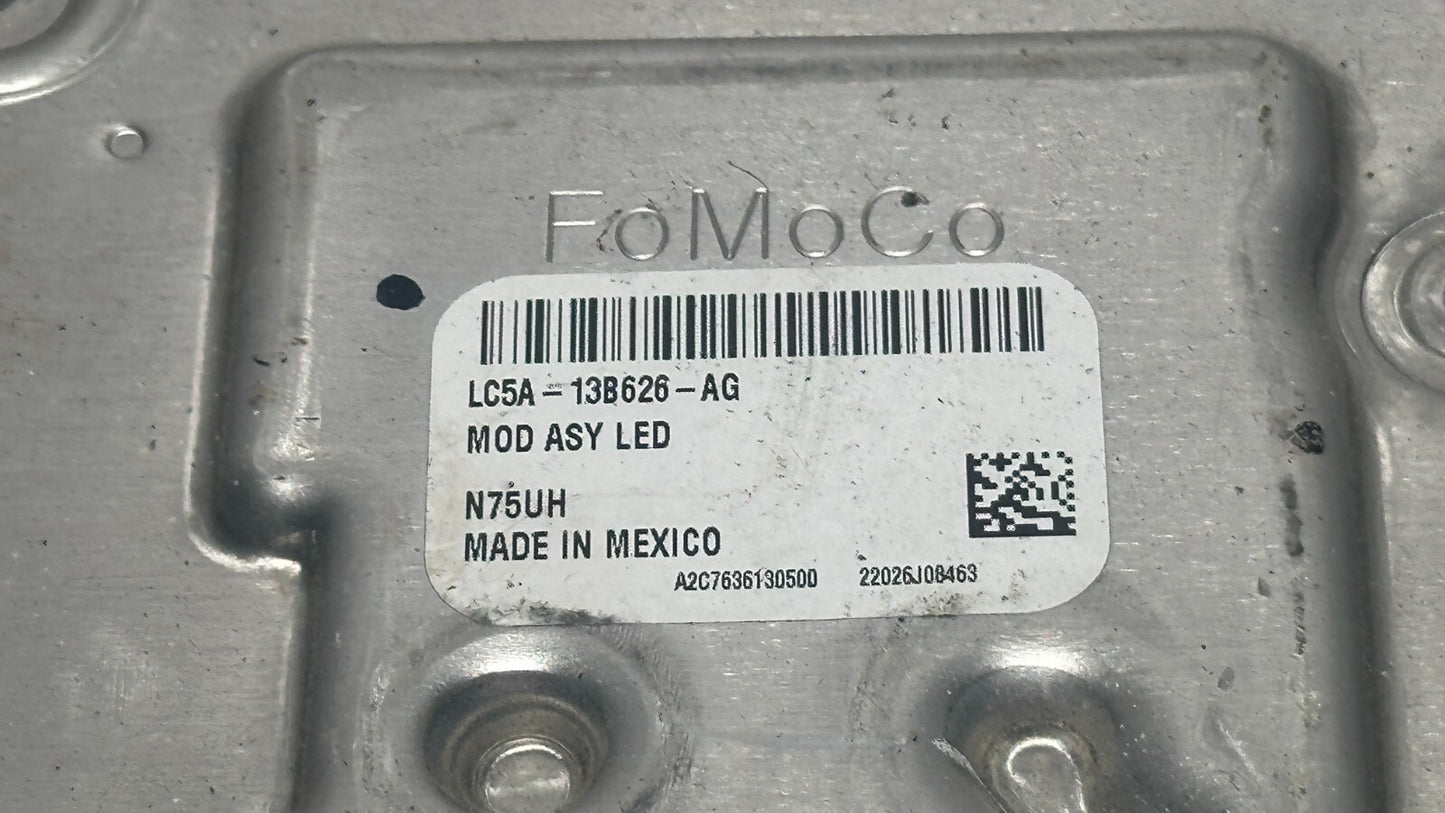 FoMoCo
LC5A-13B626-AG
MOD ASY LED
N75UH
MADE IN MEXICO
A2C7636130500 22026J08463